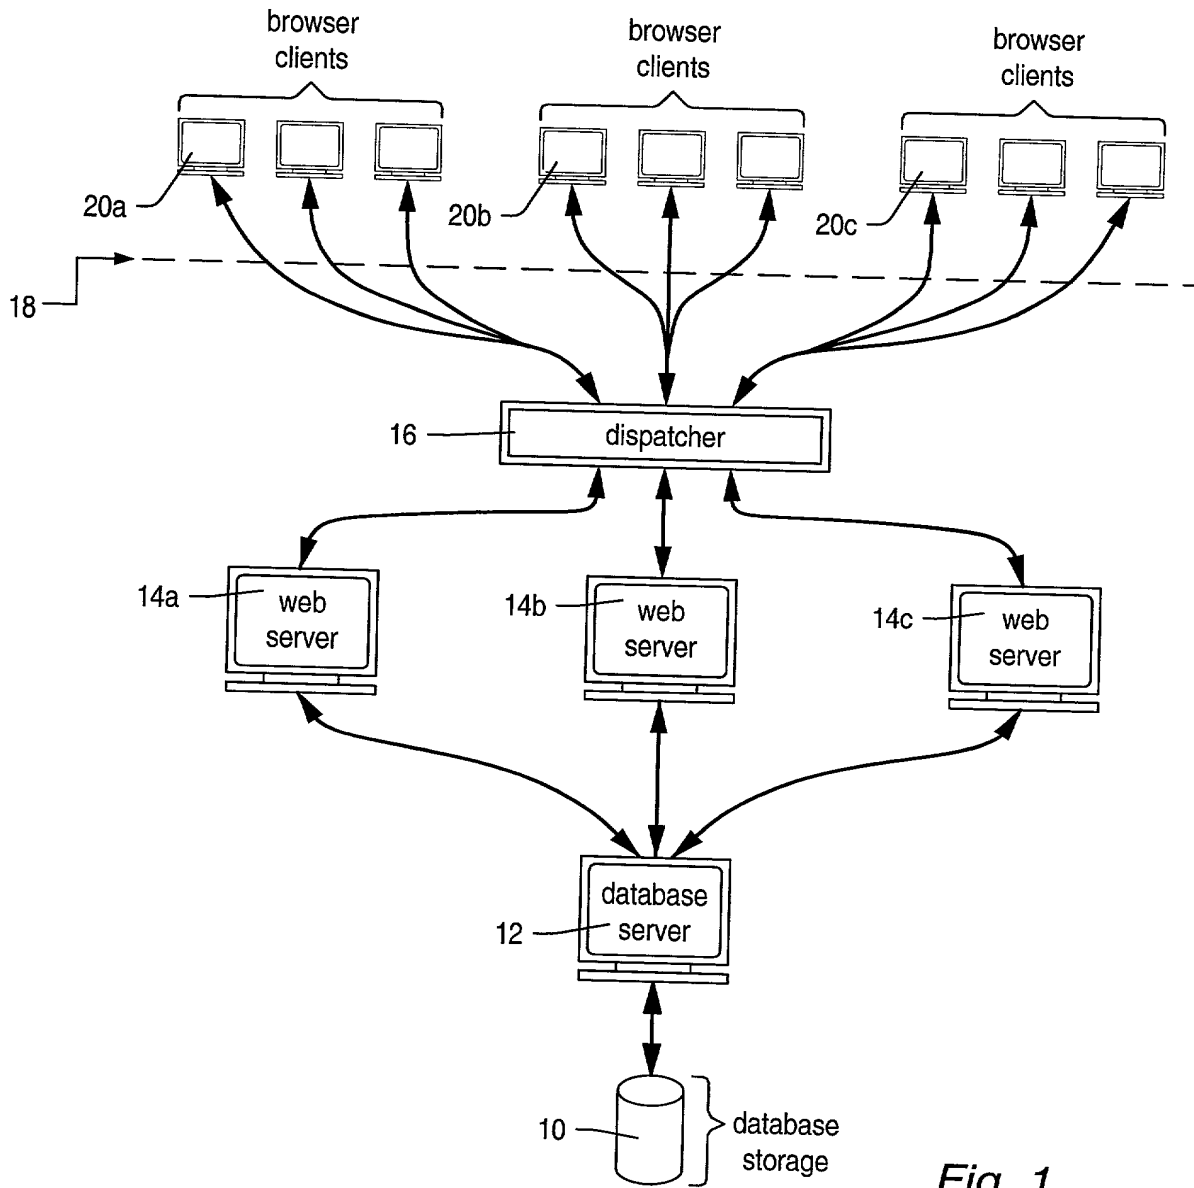 browser
clients
browser
clients
browser
clients
20a
20b
20c
18
16
dispatcher
14a
web
server
14b
web
server
14c
web
server
database
server
12
10
database
storage
Fig. 1